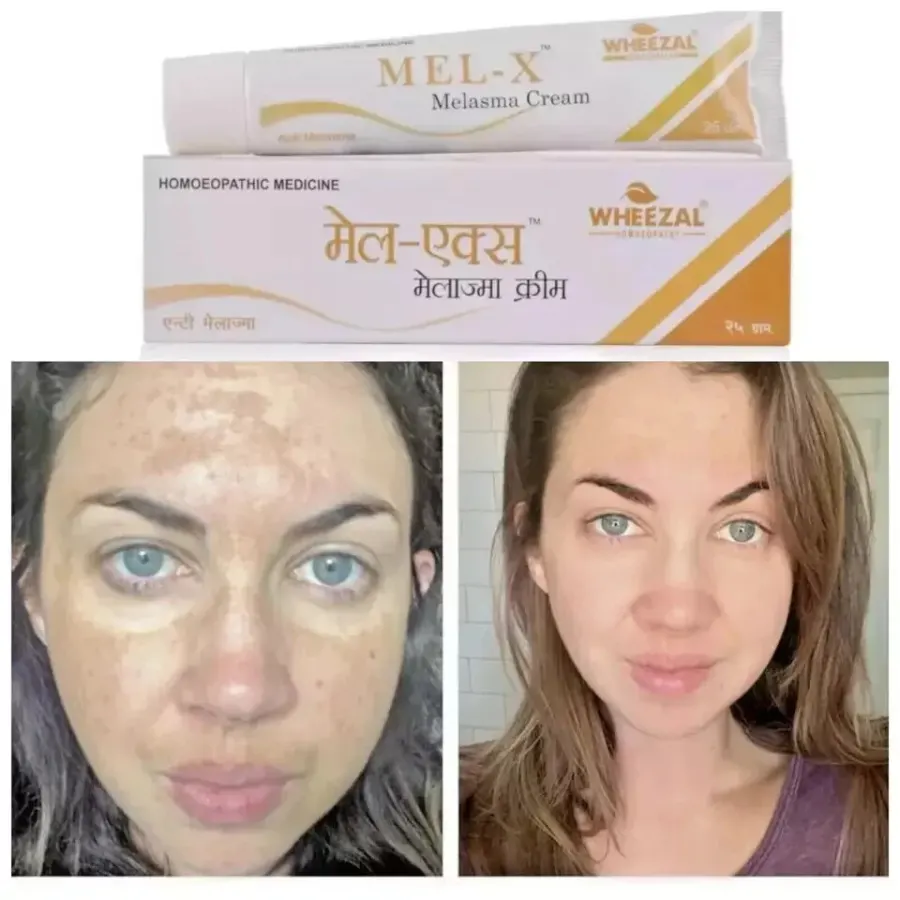 MEL-X™
Melasma Cream
WHEEZAL®
HOMOEOPATHIC MEDICINE
मेल-एक्स™
मेलाज्मा क्रीम
एन्टी मेलाज्मा
WHEEZAL®
HOMOEOPATHY
२५ ग्राम